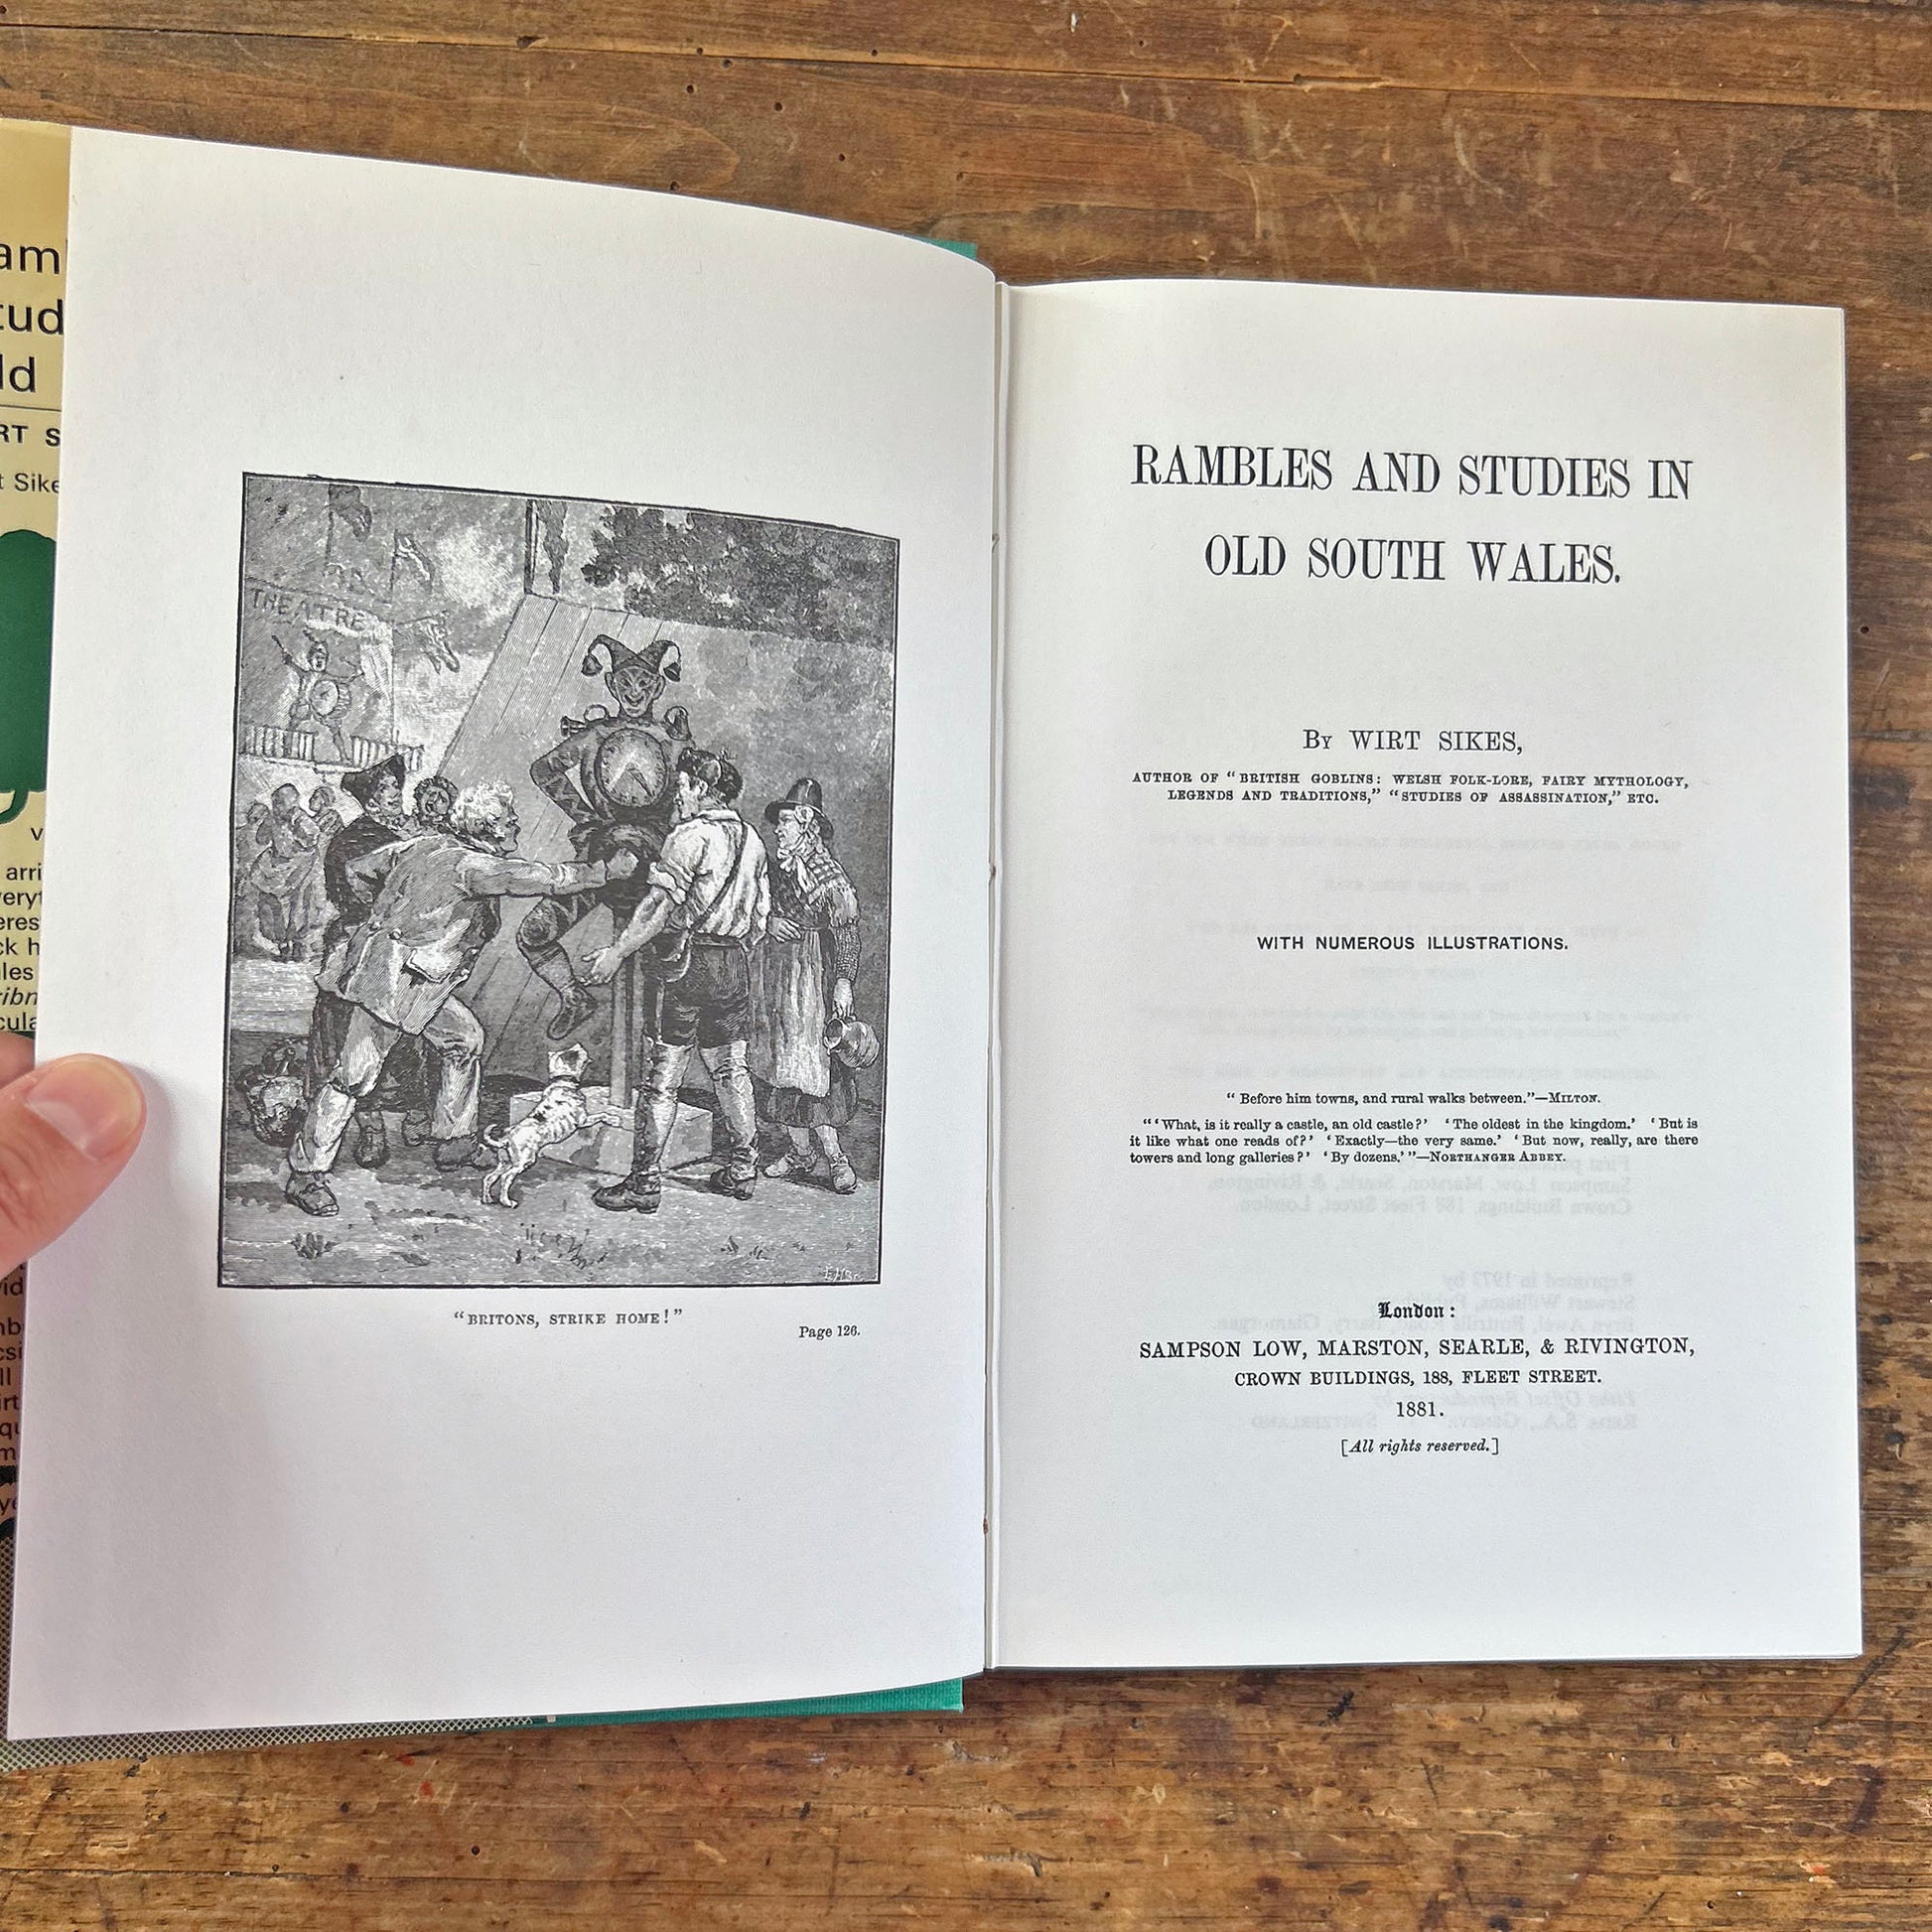 THEATRE
"BRITONS, STRIKE HOME!"
Page 126.
RAMBLES AND STUDIES IN
OLD SOUTH WALES.
By WIRT SIKES,
AUTHOR OF "BRITISH GOBLINS: WELSH FOLK-LORE, FAIRY MYTHOLOGY,
LEGENDS AND TRADITIONS," "STUDIES OF ASSASSINATION," ETC.
WITH NUMEROUS ILLUSTRATIONS.
" Before him towns, and rural walks between."—MILTON.
"'What, is it really a castle, an old castle?' 'The oldest in the kingdom.' 'But is
it like what one reads of?' 'Exactly—the very same.' 'But now, really, are there
towers and long galleries?' 'By dozens.'"—NORTHANGER ABBEY.
London:
SAMPSON LOW, MARSTON, SEARLE, & RIVINGTON,
CROWN BUILDINGS, 188, FLEET STREET.
1881.
[All rights reserved.]